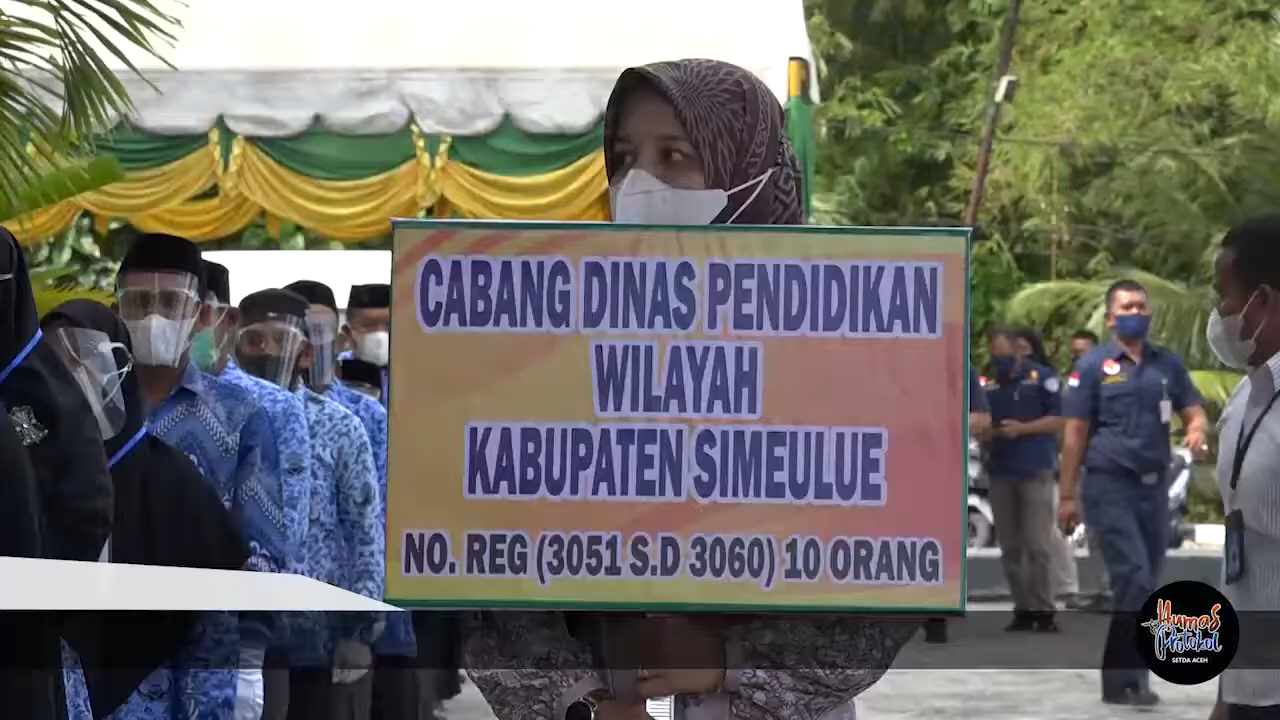 CABANG DINAS PENDIDIKAN
WILAYAH
KABUPATEN SIMEULUE
NO. REG (3051 S.D 3060) 10 ORANG
Humas
Protokol
SETDA ACEH